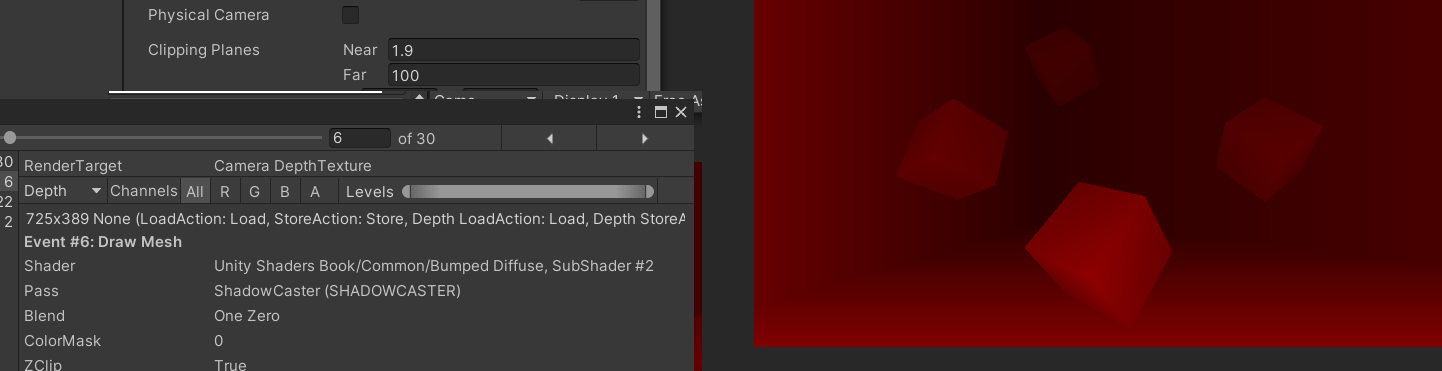 Physical Camera
Clipping Planes Near 1.9
Far 100
Game Display 1 Free As
6 of 30
30 RenderTarget Camera DepthTexture
6 Depth Channels All R G B A Levels
22
2 725x389 None (LoadAction: Load, StoreAction: Store, Depth LoadAction: Load, Depth StoreA
Event #6: Draw Mesh
Shader Unity Shaders Book/Common/Bumped Diffuse, SubShader #2
Pass ShadowCaster (SHADOWCASTER)
Blend One Zero
ColorMask 0
ZClip True